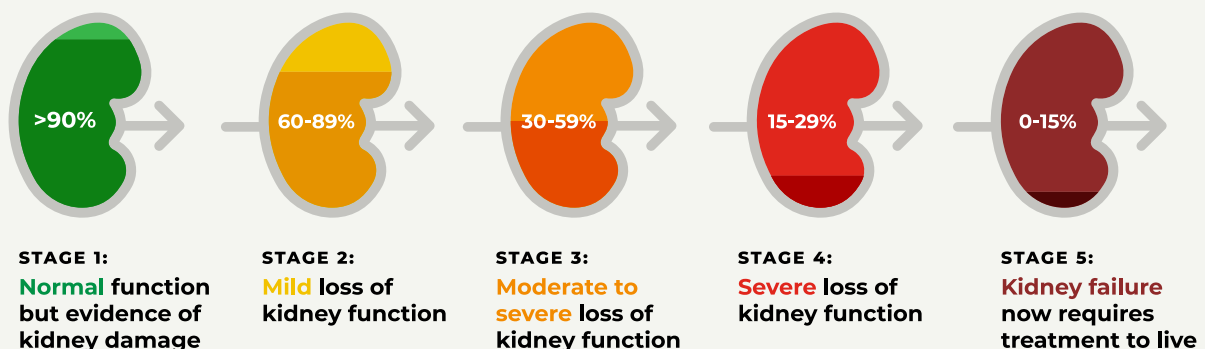 >90%
60-89%
30-59%
15-29%
0-15%
STAGE 1:
Normal function
but evidence of
kidney damage
STAGE 2:
Mild loss of
kidney function
STAGE 3:
Moderate to
severe loss of
kidney function
STAGE 4:
Severe loss of
kidney function
STAGE 5:
Kidney failure
now requires
treatment to live